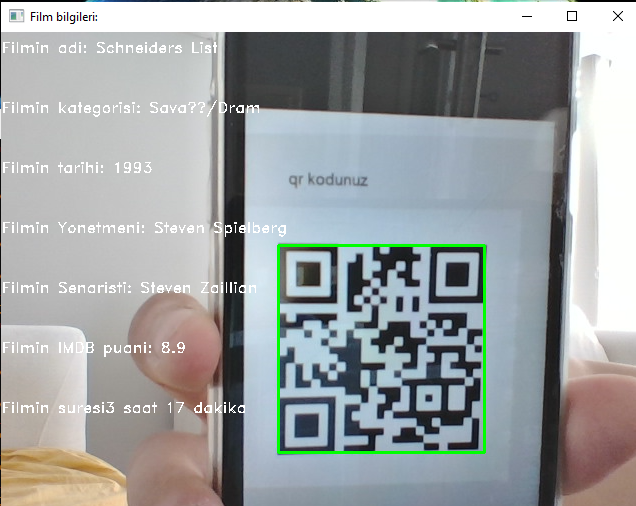 Film bilgileri:
Filmin adi: Schneiders List
Filmin kategorisi: Sava??/Dram
Filmin tarihi: 1993
qr kodunuz
Filmin Yonetmeni: Steven Spielberg
Filmin Senaristi: Steven Zaillian
Filmin IMDB puani: 8.9
Filmin suresi3 saat 17 dakika